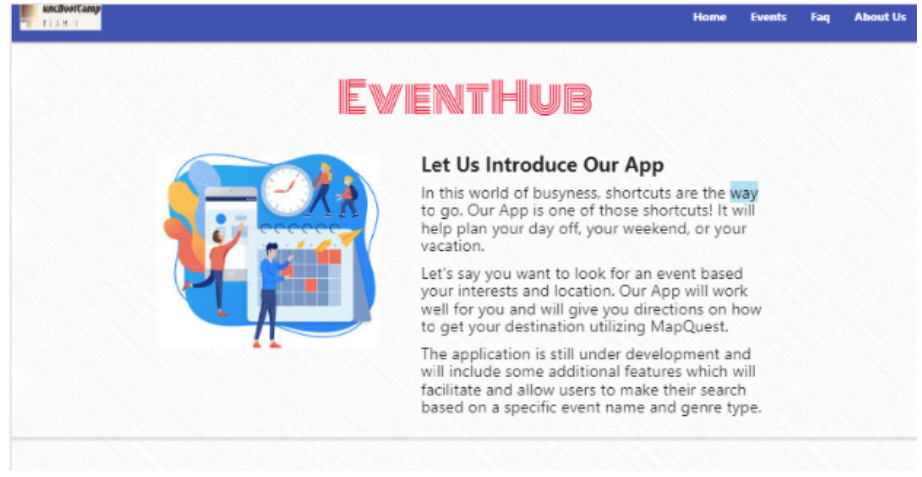 uncBootCamp
TEAM 3
Home Events Faq About Us
EventHub
Let Us Introduce Our App
In this world of busyness, shortcuts are the way
to go. Our App is one of those shortcuts! It will
help plan your day off, your weekend, or your
vacation.
Let's say you want to look for an event based
your interests and location. Our App will work
well for you and will give you directions on how
to get your destination utilizing MapQuest.
The application is still under development and
will include some additional features which will
facilitate and allow users to make their search
based on a specific event name and genre type.